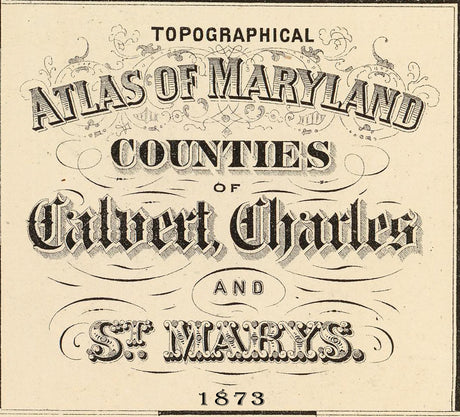 TOPOGRAPHICAL
ATLAS OF MARYLAND
COUNTIES
OF
Calvert, Charles
AND
ST. MARYS.
1873